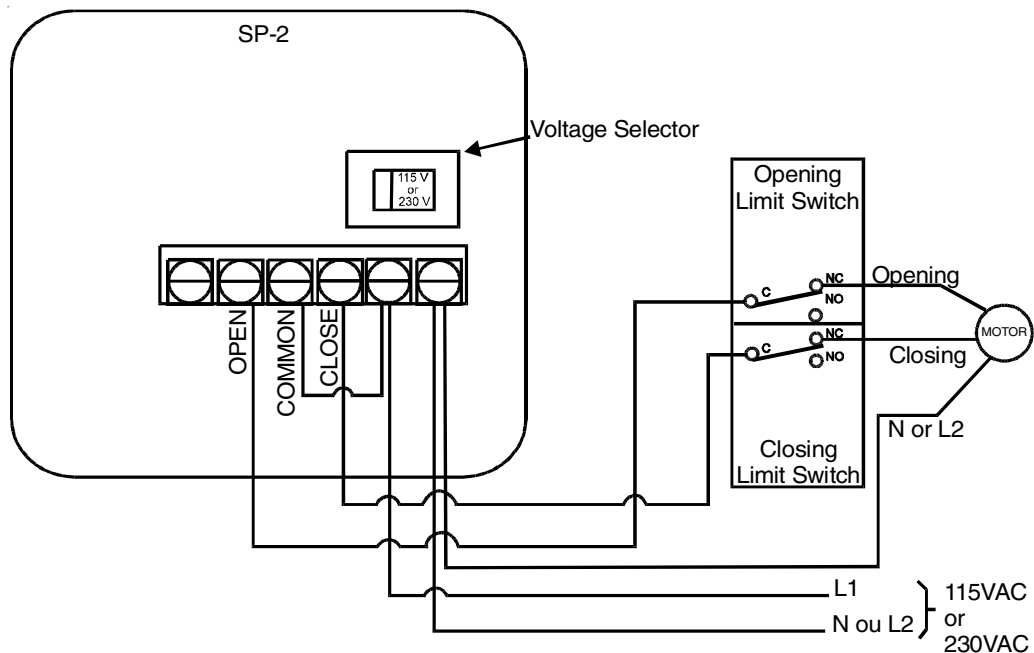 SP-2
Voltage Selector
115 V
or
230 V
Opening
Limit Switch
C
NC
NO
Opening
MOTOR
C
NC
NO
Closing
OPEN
COMMON
CLOSE
N or L2
Closing
Limit Switch
L1
N ou L2
115VAC
or
230VAC